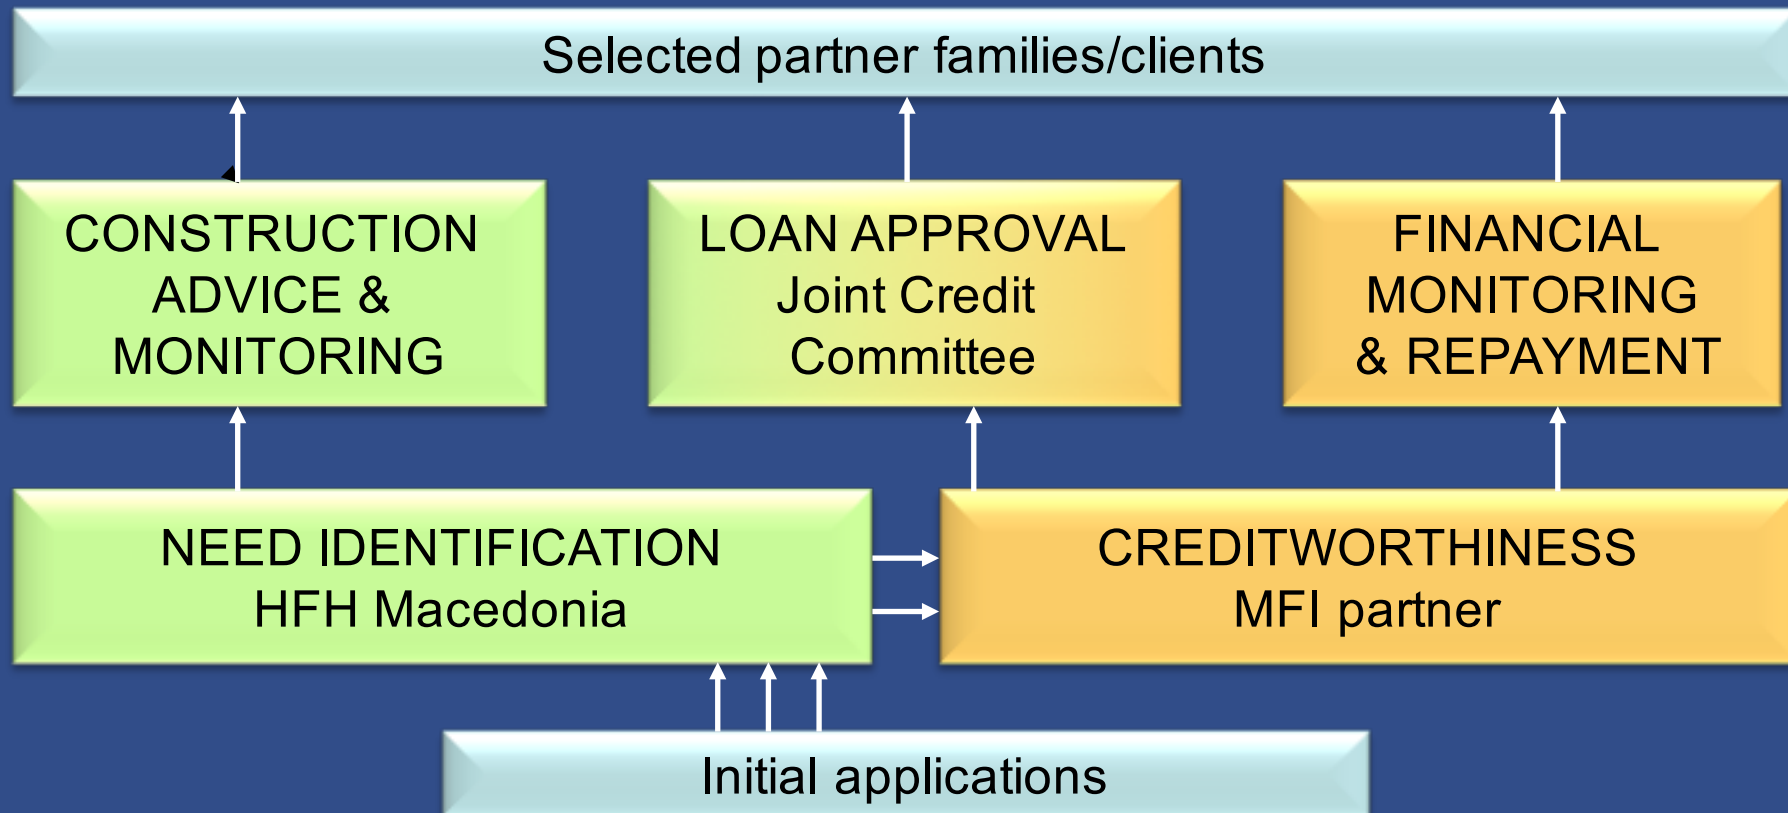 Selected partner families/clients
CONSTRUCTION
ADVICE &
MONITORING
LOAN APPROVAL
Joint Credit
Committee
FINANCIAL
MONITORING
& REPAYMENT
NEED IDENTIFICATION
HFH Macedonia
CREDITWORTHINESS
MFI partner
Initial applications